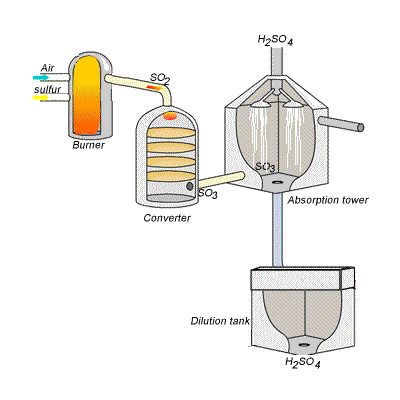 H₂SO₄
Air
SO₂
sulfur
Burner
SO₃
SO₃
Absorption tower
Converter
Dilution tank
H₂SO₄